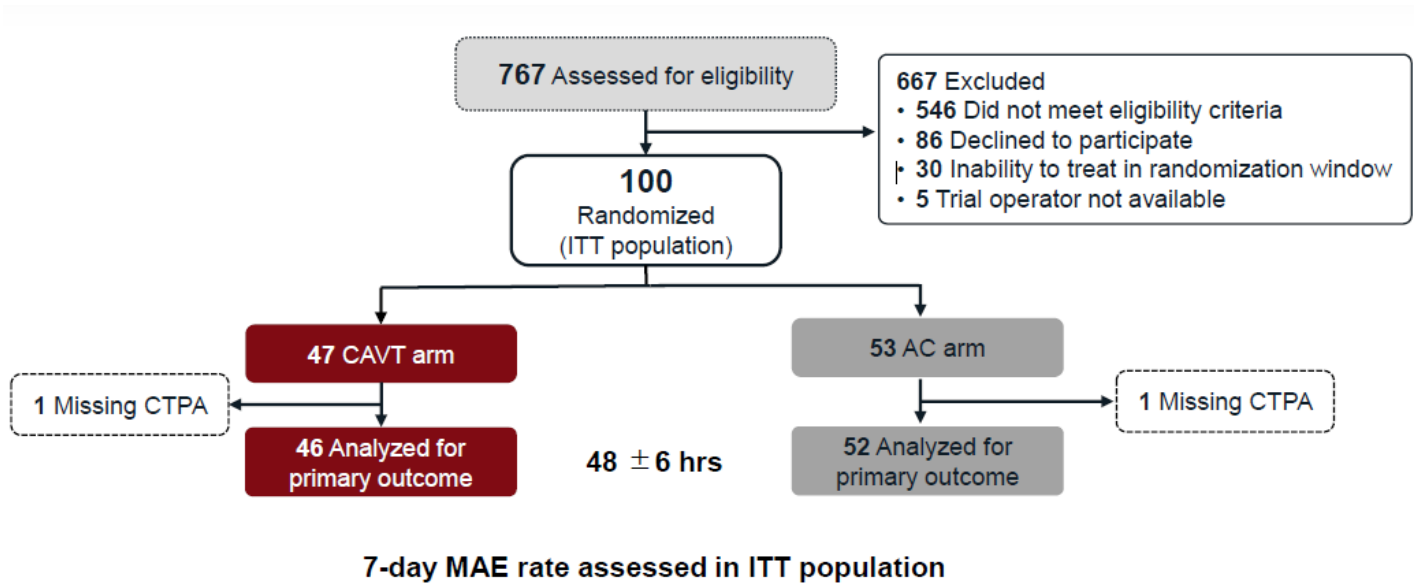 767 Assessed for eligibility
667 Excluded
• 546 Did not meet eligibility criteria
• 86 Declined to participate
• 30 Inability to treat in randomization window
• 5 Trial operator not available
100
Randomized
(ITT population)
47 CAVT arm
53 AC arm
1 Missing CTPA
1 Missing CTPA
46 Analyzed for
primary outcome
48 ± 6 hrs
52 Analyzed for
primary outcome
7-day MAE rate assessed in ITT population